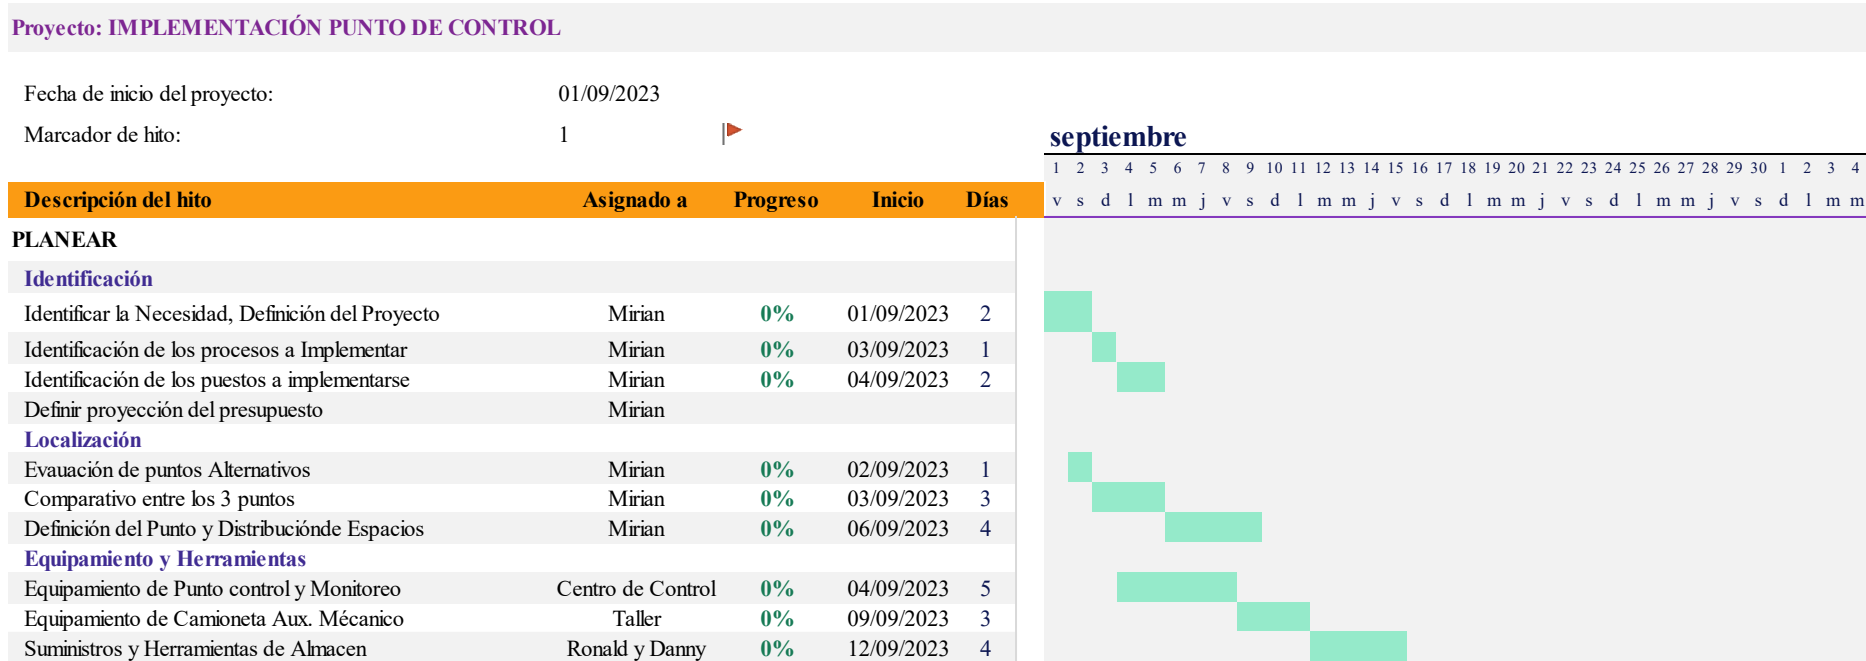 Proyecto: IMPLEMENTACIÓN PUNTO DE CONTROL
Fecha de inicio del proyecto: 01/09/2023
Marcador de hito: 1
septiembre
1 2 3 4 5 6 7 8 9 10 11 12 13 14 15 16 17 18 19 20 21 22 23 24 25 26 27 28 29 30 1 2 3 4
Descripción del hito Asignado a Progreso Inicio Días v s d l m m j v s d l m m j v s d l m m j v s d l m m j v s d l m m
PLANEAR
Identificación
Identificar la Necesidad, Definición del Proyecto Mirian 0% 01/09/2023 2
Identificación de los procesos a Implementar Mirian 0% 03/09/2023 1
Identificación de los puestos a implementarse Mirian 0% 04/09/2023 2
Definir proyección del presupuesto Mirian
Localización
Evauación de puntos Alternativos Mirian 0% 02/09/2023 1
Comparativo entre los 3 puntos Mirian 0% 03/09/2023 3
Definición del Punto y Distribuciónde Espacios Mirian 0% 06/09/2023 4
Equipamiento y Herramientas
Equipamiento de Punto control y Monitoreo Centro de Control 0% 04/09/2023 5
Equipamiento de Camioneta Aux. Mécanico Taller 0% 09/09/2023 3
Suministros y Herramientas de Almacen Ronald y Danny 0% 12/09/2023 4